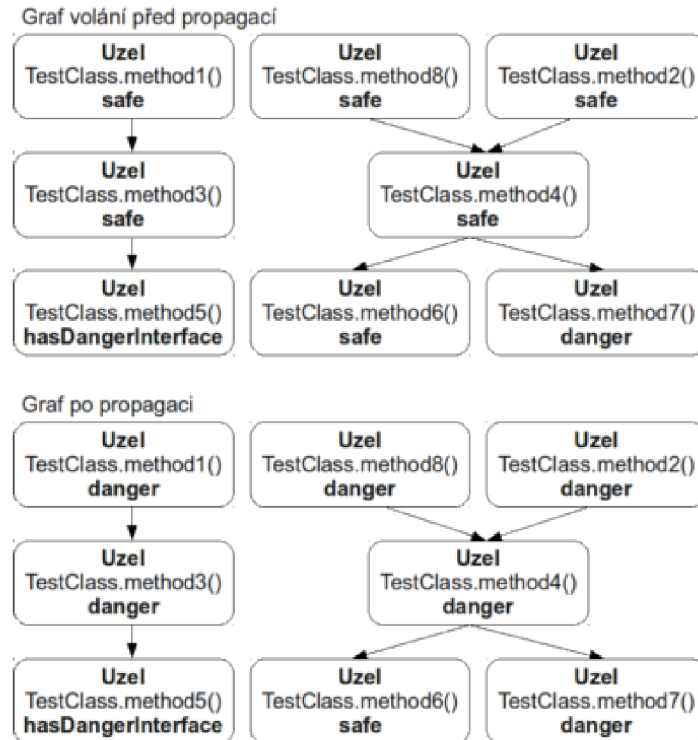 Graf volání před propagací
Uzel
TestClass.method1()
safe
Uzel
TestClass.method8()
safe
Uzel
TestClass.method2()
safe
Uzel
TestClass.method3()
safe
Uzel
TestClass.method4()
safe
Uzel
TestClass.method5()
hasDangerInterface
Uzel
TestClass.method6()
safe
Uzel
TestClass.method7()
danger
Graf po propagaci
Uzel
TestClass.method1()
danger
Uzel
TestClass.method8()
danger
Uzel
TestClass.method2()
danger
Uzel
TestClass.method3()
danger
Uzel
TestClass.method4()
danger
Uzel
TestClass.method5()
hasDangerInterface
Uzel
TestClass.method6()
safe
Uzel
TestClass.method7()
danger